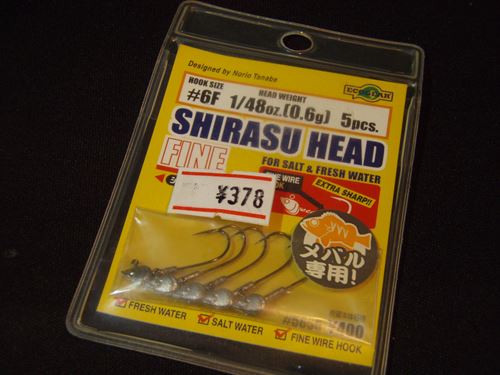 Designed by Norio Tanabe
ECOGEAR
HOOK SIZE
#6F
HEAD WEIGHT
1/48oz.(0.6g)
5pcs.
SHIRASU HEAD
FINE
FOR SALT & FRESH WATER
FINE WIRE
HOOK
EXTRA SHARP!!
¥378
メバル
専用!
FRESH WATER
SALT WATER
FINE WIRE HOOK
¥400